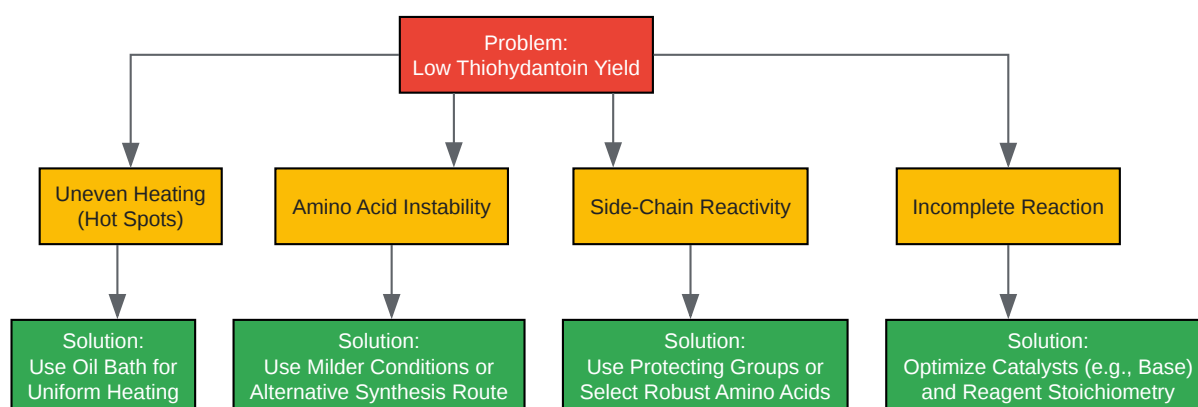 Problem:
Low Thiohydantoin Yield
Uneven Heating
(Hot Spots)
Amino Acid Instability
Side-Chain Reactivity
Incomplete Reaction
Solution:
Use Oil Bath for
Uniform Heating
Solution:
Use Milder Conditions or
Alternative Synthesis Route
Solution:
Use Protecting Groups or
Select Robust Amino Acids
Solution:
Optimize Catalysts (e.g., Base)
and Reagent Stoichiometry